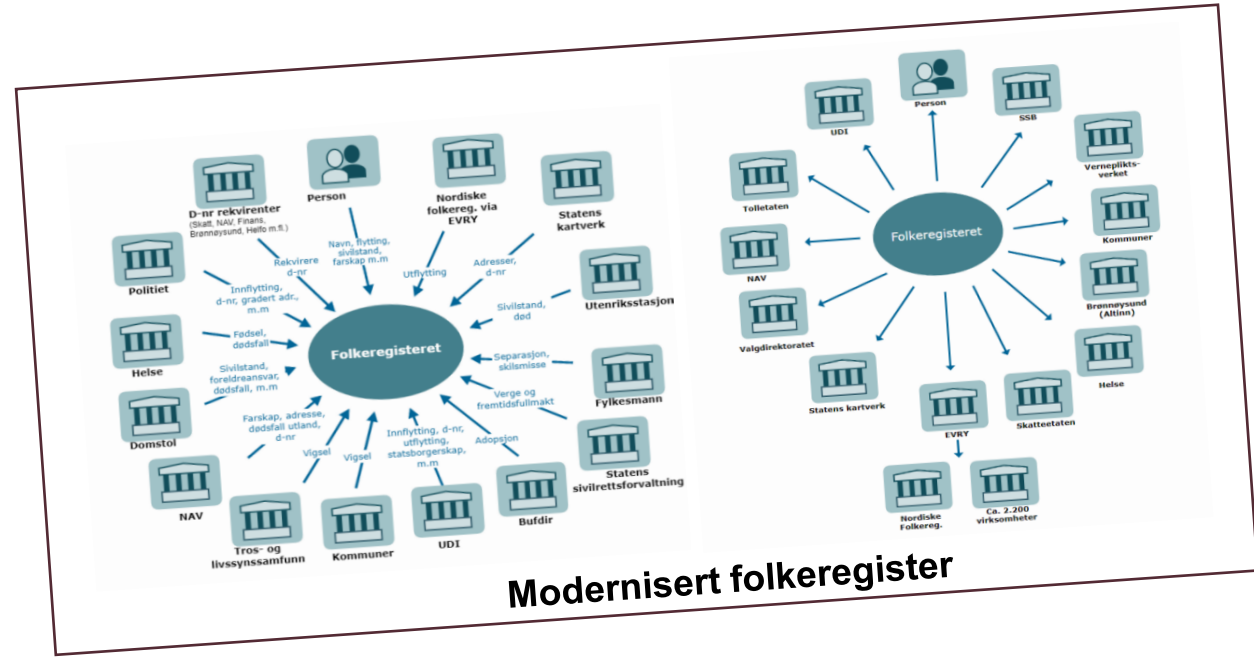 D-nr rekvirenter
(Skatt, NAV, Finans,
Brønnøysund, Helfo m.fl.)
Person
Nordiske
folkereg. via
EVRY
Statens
kartverk
Politiet
Utenriksstasjon
Helse
Fylkesmann
Domstol
Statens
sivilrettsforvaltning
NAV
Bufdir
Tros- og
livssynssamfunn
Kommuner
UDI
Folkeregisteret
Rekvirere
d-nr
Navn, flytting,
sivilstand,
farskap m.m
Utflytting
Adresser,
d-nr
Innflytting,
d-nr, gradert adr.,
m.m
Sivilstand,
død
Fødsel,
dødsfall
Separasjon,
skilsmisse
Sivilstand,
foreldreansvar,
dødsfall, m.m
Verge og
fremtidsfullmakt
Farskap, adresse,
dødsfall utland,
d-nr
Vigsel
Vigsel
Innflytting, d-nr,
utflytting,
statsborgerskap,
m.m
Adopsjon
UDI
Person
SSB
Vernepliks-
verket
Tolletaten
Kommuner
Folkeregisteret
NAV
Brønnøysund
(Altinn)
Valgdirektoratet
Helse
Statens kartverk
Skatteetaten
EVRY
Nordiske
Folkereg.
Ca. 2.200
virksomheter
Modernisert folkeregister